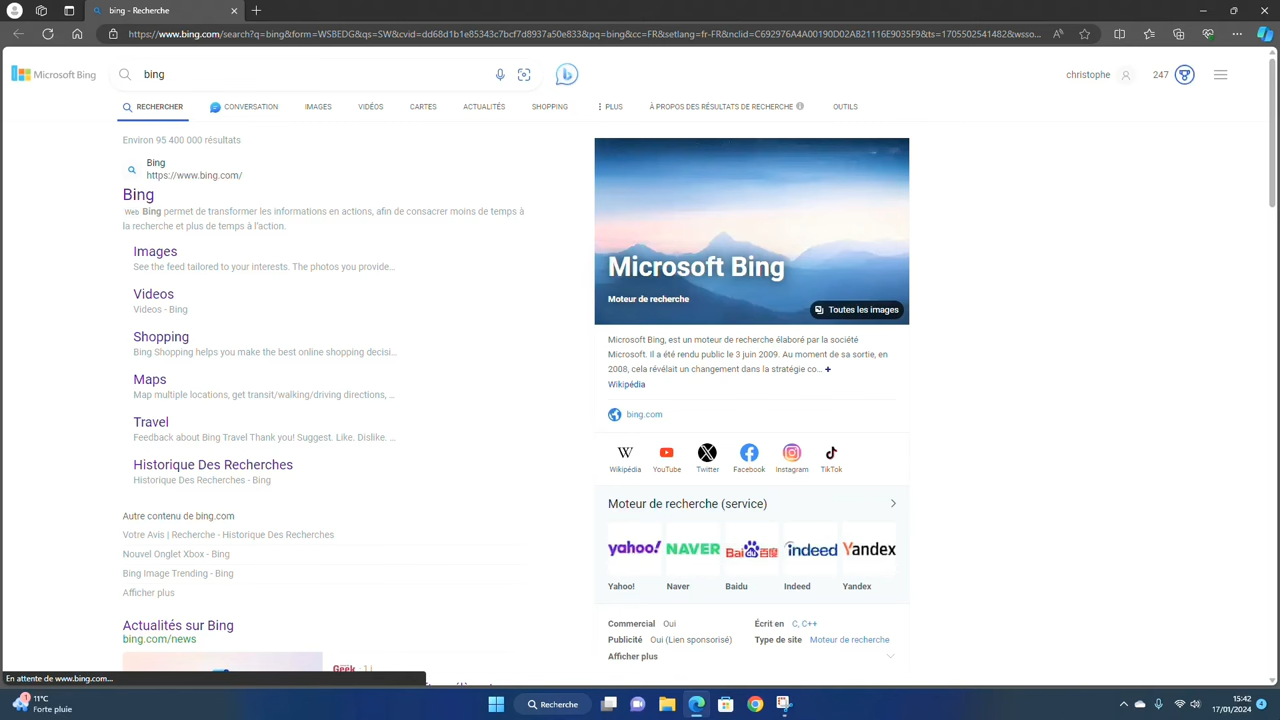 bing - Recherche
https://www.bing.com/search?q=bing&form=WSBEDG&qs=SW&cvid=dd68d1b1e85343c7bcf7d8937a50e833&pq=bing&cc=FR&setlang=fr-FR&nclid=C692976A4A00190D02A821116E9035F9&ts=1705502541482&wsso...
Microsoft Bing
bing
christophe
247
RECHERCHER
CONVERSATION
IMAGES
VIDÉOS
CARTES
ACTUALITÉS
SHOPPING
PLUS
À PROPOS DES RÉSULTATS DE RECHERCHE
OUTILS
Environ 95 400 000 résultats
Bing
https://www.bing.com/
Bing
Web Bing permet de transformer les informations en actions, afin de consacrer moins de temps à
la recherche et plus de temps à l'action.
Images
See the feed tailored to your interests. The photos you provide...
Videos
Videos - Bing
Shopping
Bing Shopping helps you make the best online shopping decisi...
Maps
Map multiple locations, get transit/walking/driving directions, ...
Travel
Feedback about Bing Travel Thank you! Suggest. Like. Dislike. ...
Historique Des Recherches
Historique Des Recherches - Bing
Autre contenu de bing.com
Votre Avis | Recherche - Historique Des Recherches
Nouvel Onglet Xbox - Bing
Bing Image Trending - Bing
Afficher plus
Actualités sur Bing
bing.com/news
Geek
Microsoft Bing
Moteur de recherche
Toutes les images
Microsoft Bing, est un moteur de recherche élaboré par la société
Microsoft. Il a été rendu public le 3 juin 2009. Au moment de sa sortie, en
2008, cela révélait un changement dans la stratégie co... +
Wikipédia
bing.com
W
Wikipédia YouTube Twitter Facebook Instagram TikTok
Moteur de recherche (service)
yahoo! NAVER Bai du 百度 indeed Yandex
Yahoo! Naver Baidu Indeed Yandex
Commercial Oui Écrit en C, C++
Publicité Oui (Lien sponsorisé) Type de site Moteur de recherche
Afficher plus
En attente de www.bing.com...
1
11°C
Forte pluie
Rechercher
15:42
17/01/2024
4